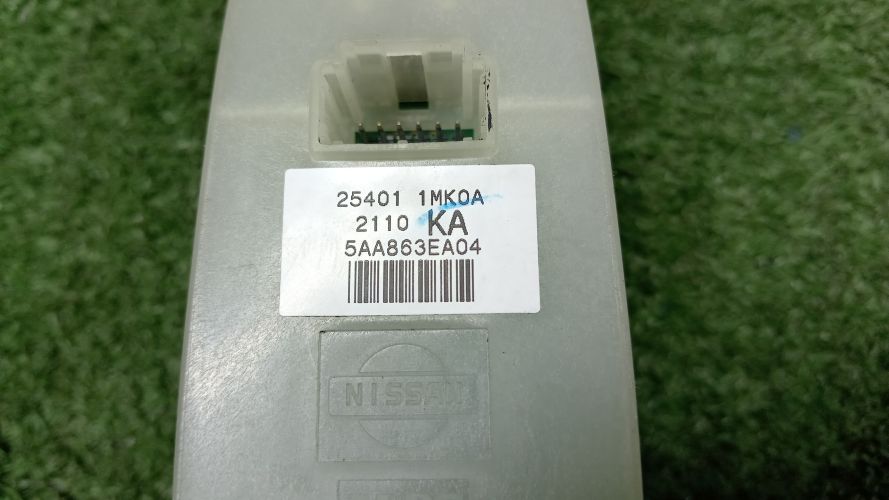 25401 1MK0A
2110 KA
5AA863EA04
NISSAN